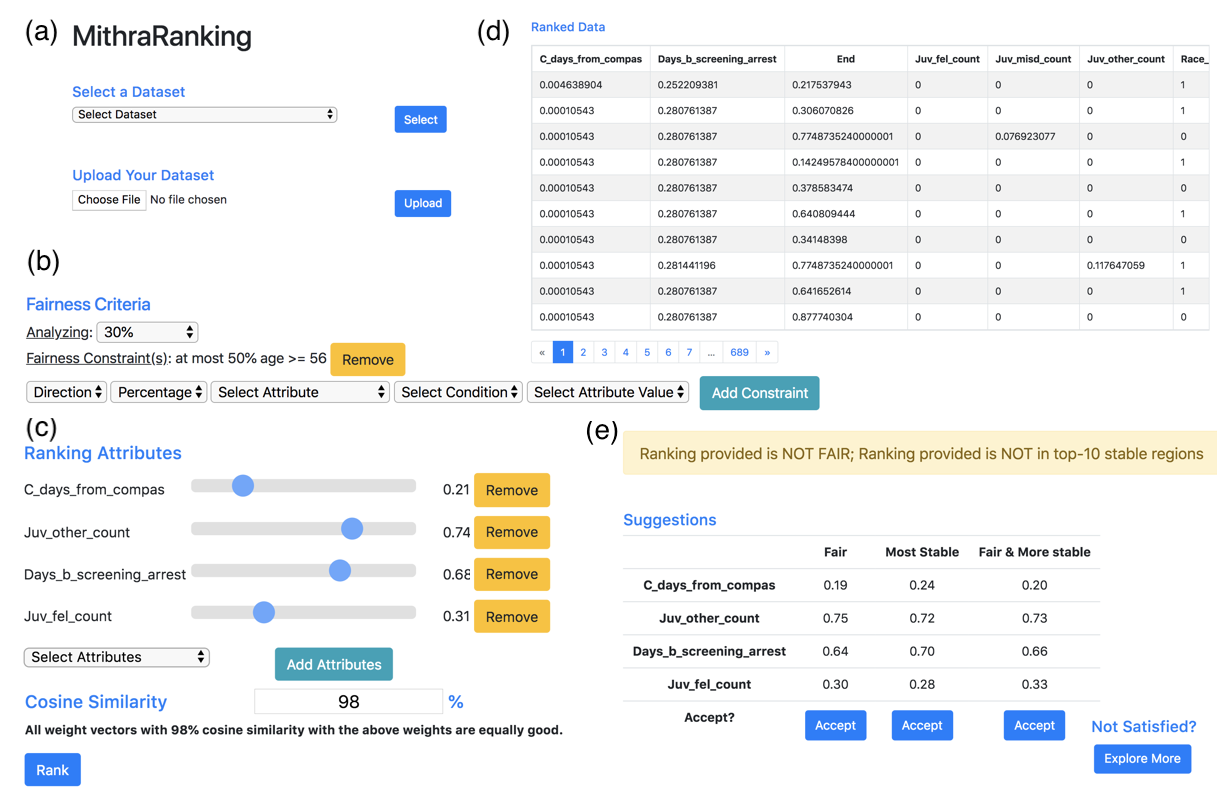 (a) MithraRanking
Select a Dataset
Select Dataset Select
Upload Your Dataset
Choose File No file chosen Upload
(b)
Fairness Criteria
Analyzing: 30%
Fairness Constraint(s): at most 50% age >= 56 Remove
Direction Percentage Select Attribute Select Condition Select Attribute Value Add Constraint
(c)
Ranking Attributes
C_days_from_compas 0.21 Remove
Juv_other_count 0.74 Remove
Days_b_screening_arrest 0.68 Remove
Juv_fel_count 0.31 Remove
Select Attributes Add Attributes
Cosine Similarity 98 %
All weight vectors with 98% cosine similarity with the above weights are equally good.
Rank
(d) Ranked Data
C_days_from_compas Days_b_screening_arrest End Juv_fel_count Juv_misd_count Juv_other_count Race_
0.004638904 0.252209381 0.217537943 0 0 0 1
0.00010543 0.280761387 0.306070826 0 0 0 1
0.00010543 0.280761387 0.7748735240000001 0 0.076923077 0 0
0.00010543 0.280761387 0.14249578400000001 0 0 0 1
0.00010543 0.280761387 0.378583474 0 0 0 0
0.00010543 0.280761387 0.640809444 0 0 0 1
0.00010543 0.280761387 0.34148398 0 0 0 0
0.00010543 0.281441196 0.7748735240000001 0 0 0.117647059 1
0.00010543 0.280761387 0.641652614 0 0 0 1
0.00010543 0.280761387 0.877740304 0 0 0 0
« 1 2 3 4 5 6 7 ... 689 »
(e)
Ranking provided is NOT FAIR; Ranking provided is NOT in top-10 stable regions
Suggestions
Fair Most Stable Fair & More stable
C_days_from_compas 0.19 0.24 0.20
Juv_other_count 0.75 0.72 0.73
Days_b_screening_arrest 0.64 0.70 0.66
Juv_fel_count 0.30 0.28 0.33
Accept? Accept Accept Accept
Not Satisfied?
Explore More